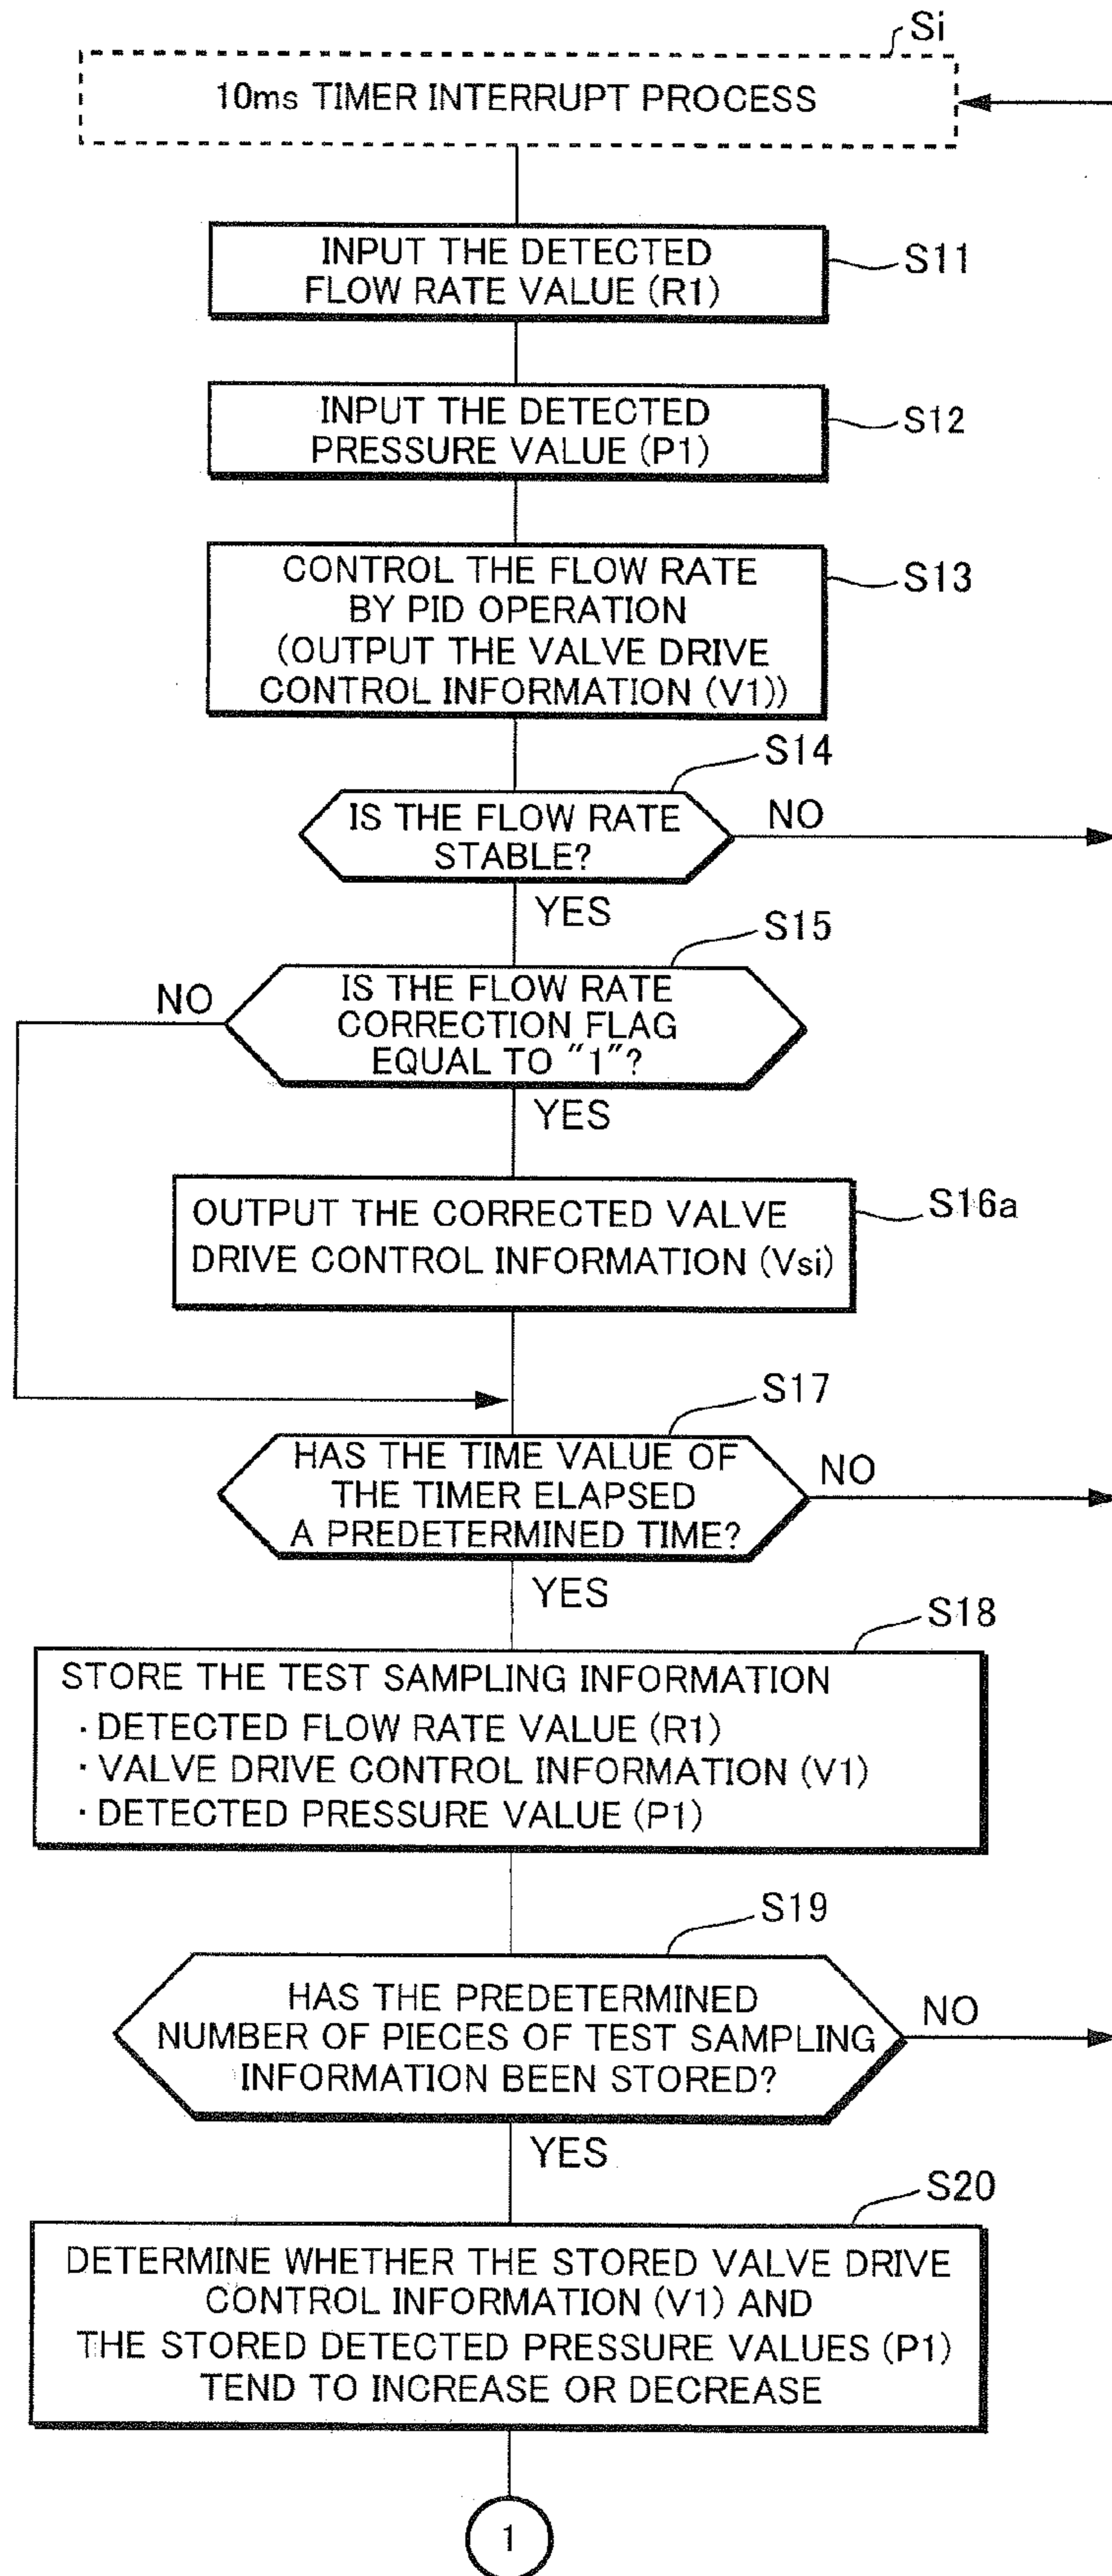 Si
10ms TIMER INTERRUPT PROCESS
INPUT THE DETECTED
FLOW RATE VALUE (R1)
S11
INPUT THE DETECTED
PRESSURE VALUE (P1)
S12
CONTROL THE FLOW RATE
BY PID OPERATION
(OUTPUT THE VALVE DRIVE
CONTROL INFORMATION (V1))
S13
S14
IS THE FLOW RATE
STABLE?
NO
YES
S15
IS THE FLOW RATE
CORRECTION FLAG
EQUAL TO "1"?
NO
YES
OUTPUT THE CORRECTED VALVE
DRIVE CONTROL INFORMATION (Vsi)
S16a
S17
HAS THE TIME VALUE OF
THE TIMER ELAPSED
A PREDETERMINED TIME?
NO
YES
S18
STORE THE TEST SAMPLING INFORMATION
· DETECTED FLOW RATE VALUE (R1)
· VALVE DRIVE CONTROL INFORMATION (V1)
· DETECTED PRESSURE VALUE (P1)
S19
HAS THE PREDETERMINED
NUMBER OF PIECES OF TEST SAMPLING
INFORMATION BEEN STORED?
NO
YES
S20
DETERMINE WHETHER THE STORED VALVE DRIVE
CONTROL INFORMATION (V1) AND
THE STORED DETECTED PRESSURE VALUES (P1)
TEND TO INCREASE OR DECREASE
1